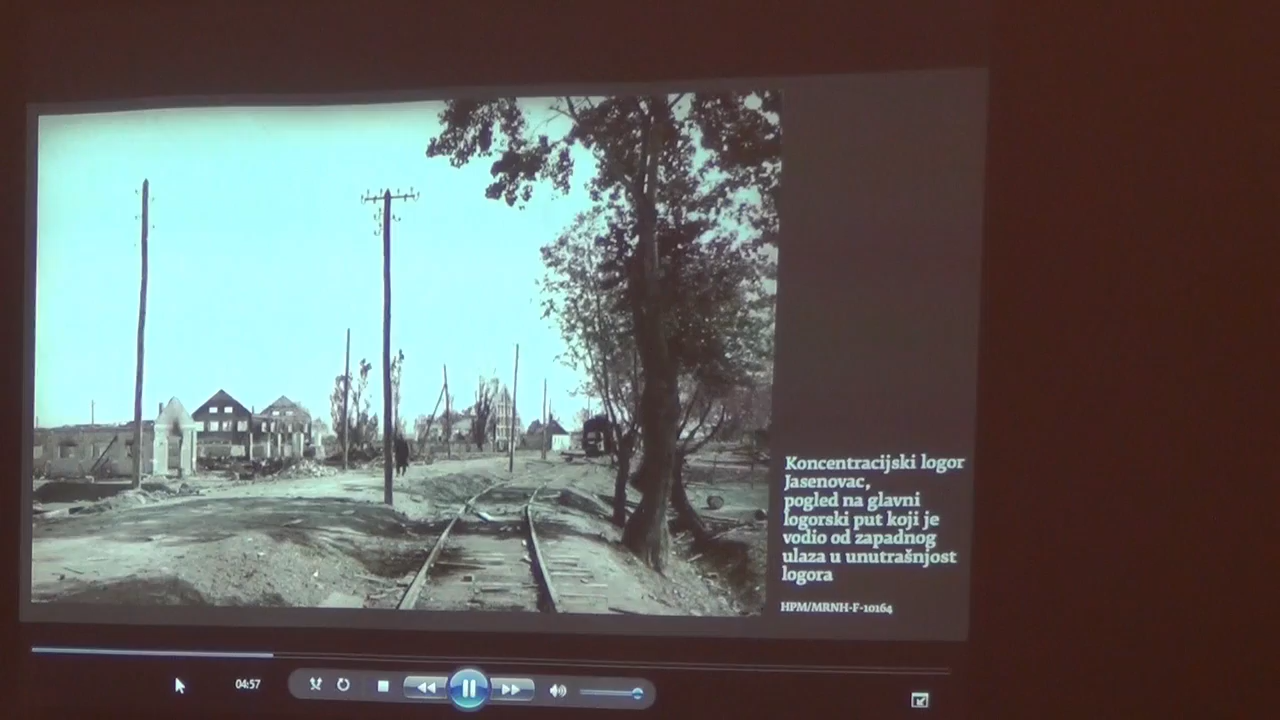 Koncentracijski logor
Jasenovac,
pogled na glavni
logorski put koji je
vodio od zapadnog
ulaza u unutrašnjost
logora
HPM/MRNH-F-10164
04:57